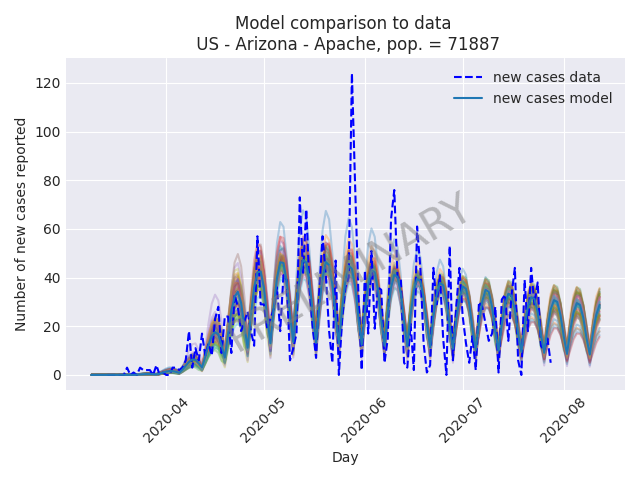 Model comparison to data
US - Arizona - Apache, pop. = 71887
new cases data
new cases model
PRELIMINARY
Number of new cases reported
120
100
80
60
40
20
0
2020-04
2020-05
2020-06
2020-07
2020-08
Day